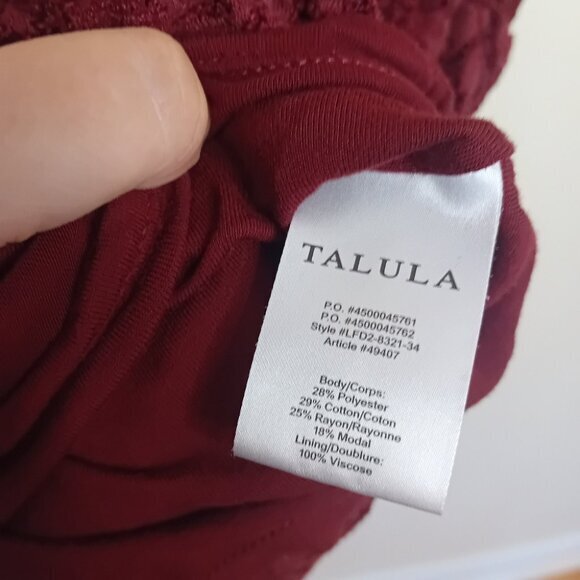 TALULA
P.O. #4500045761
P.O. #4500045762
Style #LFD2-8321-34
Article #49407
Body/Corps:
28% Polyester
29% Cotton/Coton
25% Rayon/Rayonne
18% Modal
Lining/Doublure:
100% Viscose